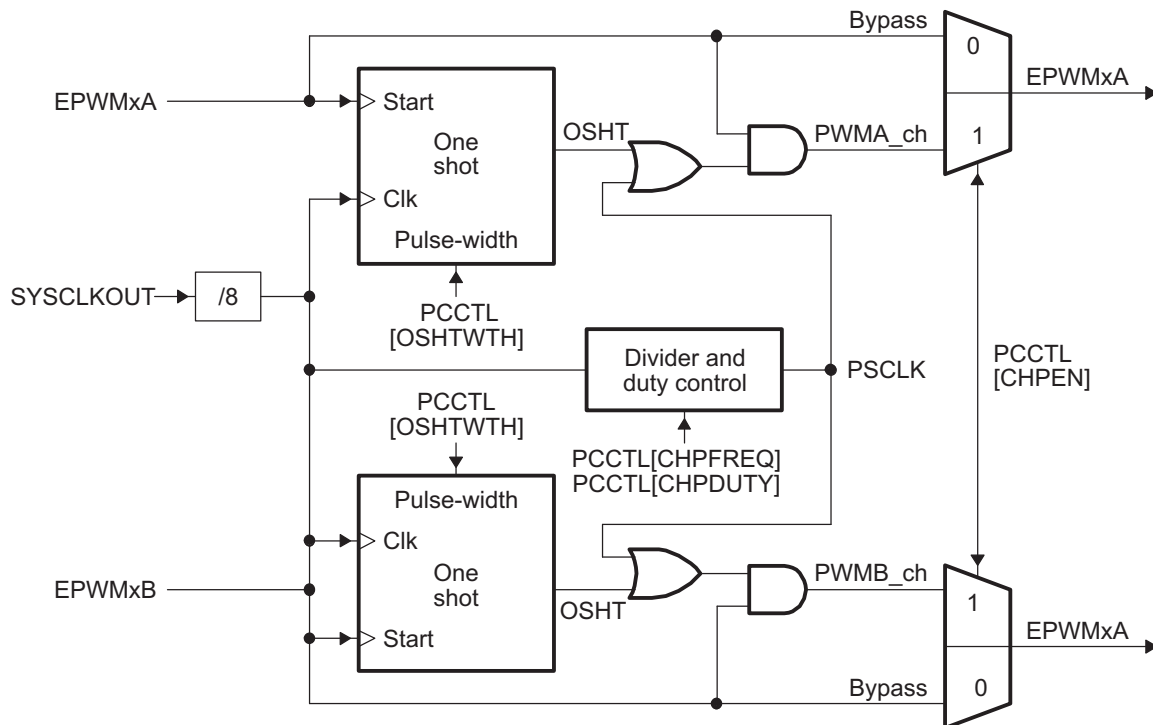 Bypass
0
EPWMxA
EPWMxA
Start
OSHT
PWMA_ch
1
One
shot
Clk
Pulse-width
SYSCLKOUT
/8
PCCTL
[OSHTWTH]
Divider and
duty control
PSCLK
PCCTL
[CHPEN]
PCCTL
[OSHTWTH]
PCCTL[CHPFREQ]
PCCTL[CHPDUTY]
Pulse-width
Clk
EPWMxB
One
shot
OSHT
PWMB_ch
1
Start
EPWMxA
Bypass
0